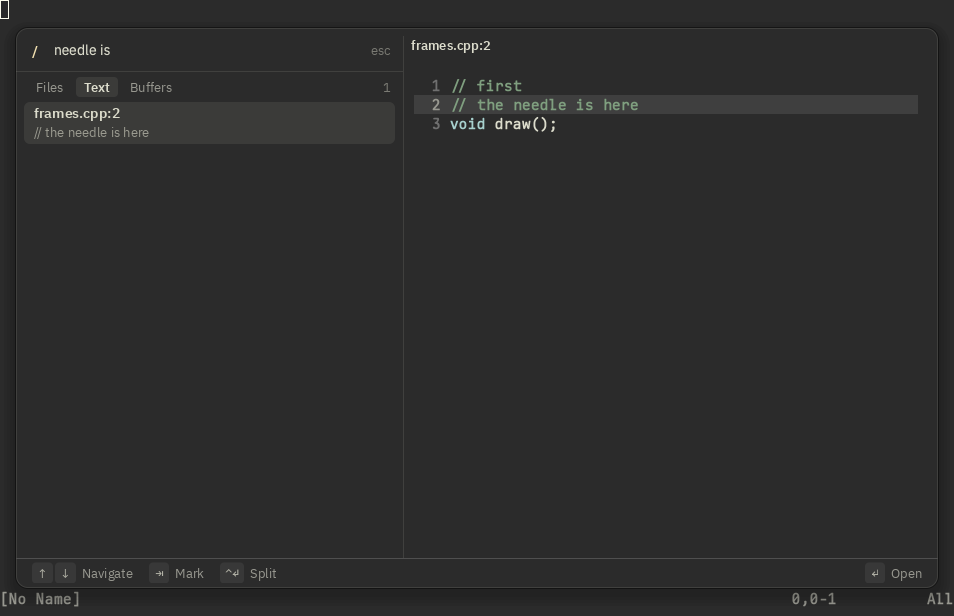 / needle is esc
Files Text Buffers 1
frames.cpp:2
// the needle is here
frames.cpp:2
1 // first
2 // the needle is here
3 void draw();
↑ ↓ Navigate ⇥ Mark ^↵ Split ↵ Open
[No Name] 0,0-1 All